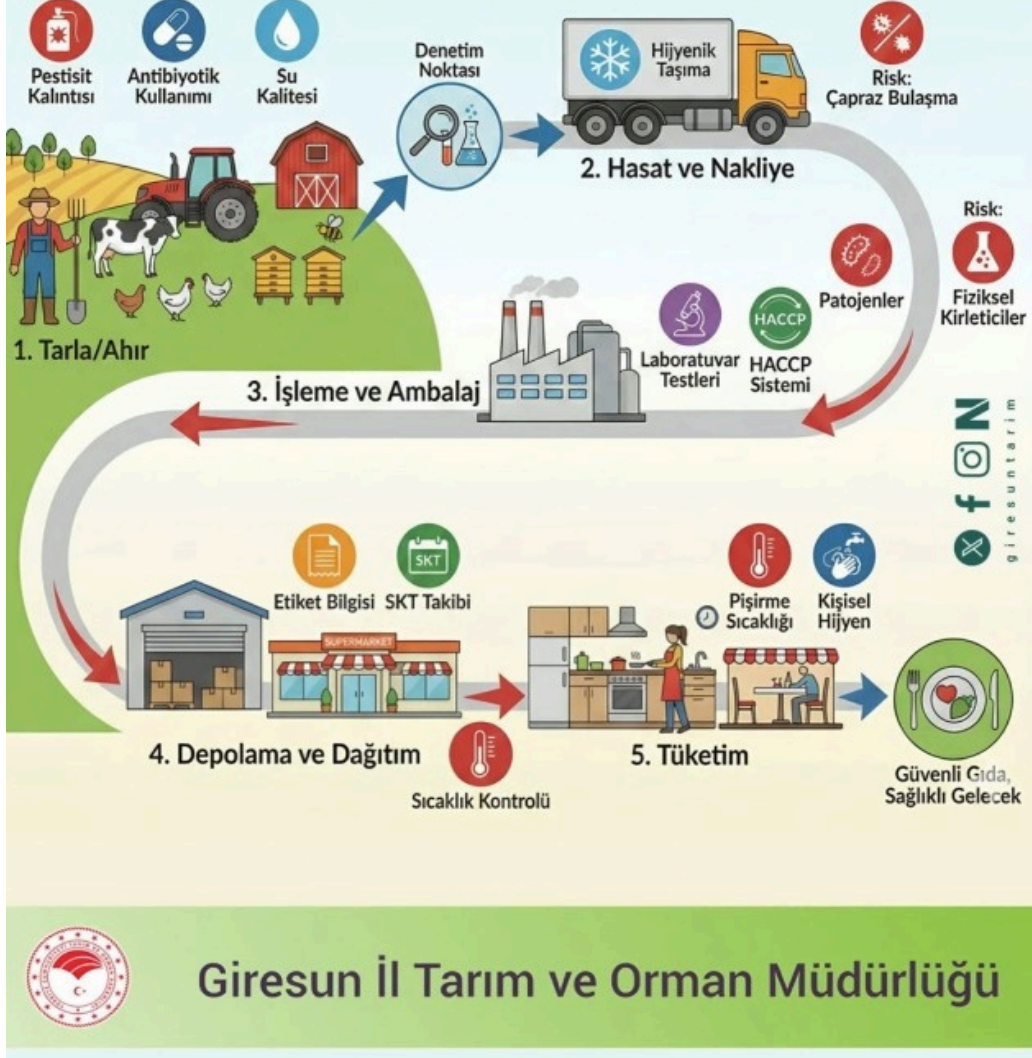 Pestisit
Kalıntısı
Antibiyotik
Kullanımı
Su
Kalitesi
Denetim
Noktası
Hijyenik
Taşıma
Risk:
Çapraz Bulaşma
2. Hasat ve Nakliye
1. Tarla/Ahır
Risk:
Fiziksel
Kirleticiler
Patojenler
HACCP
HACCP
Sistemi
Laboratuvar
Testleri
3. İşleme ve Ambalaj
giresuntarim
Etiket Bilgisi
SKT
SKT Takibi
SUPERMARKET
4. Depolama ve Dağıtım
Sıcaklık Kontrolü
Pişirme
Sıcaklığı
Kişisel
Hijyen
5. Tüketim
Güvenli Gıda,
Sağlıklı Gelecek
Giresun İl Tarım ve Orman Müdürlüğü